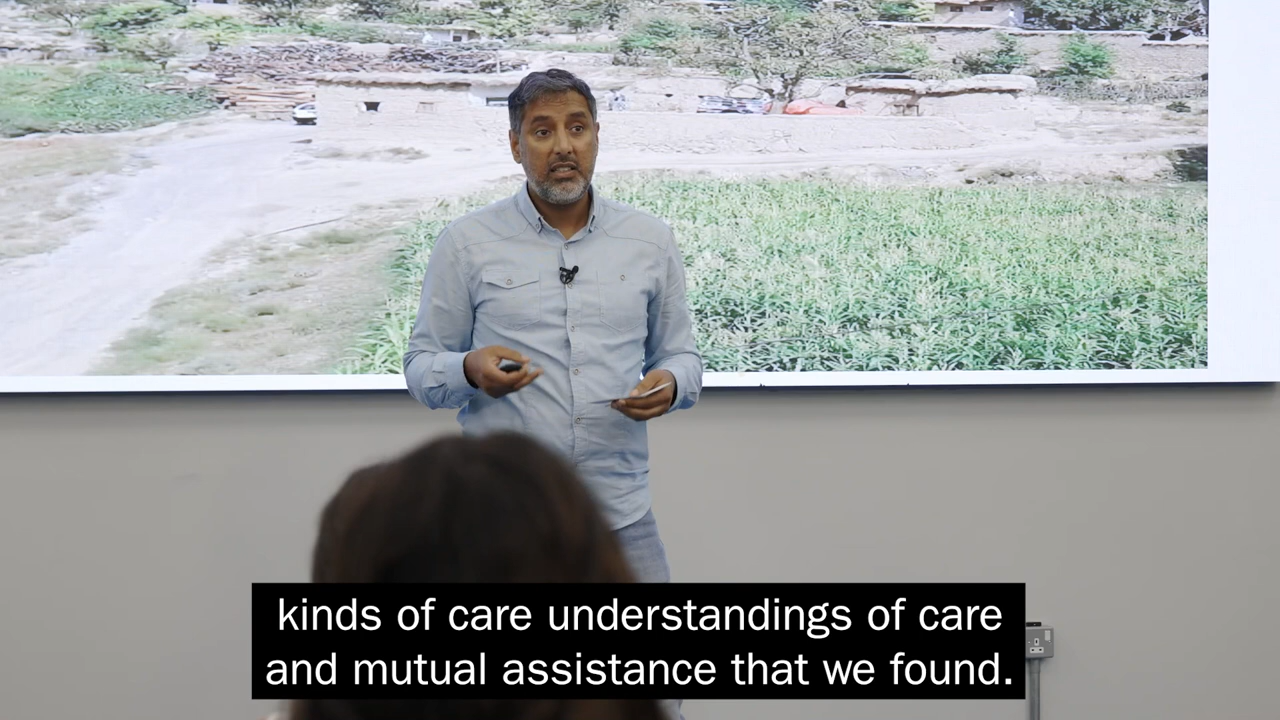 kinds of care understandings of care
and mutual assistance that we found.